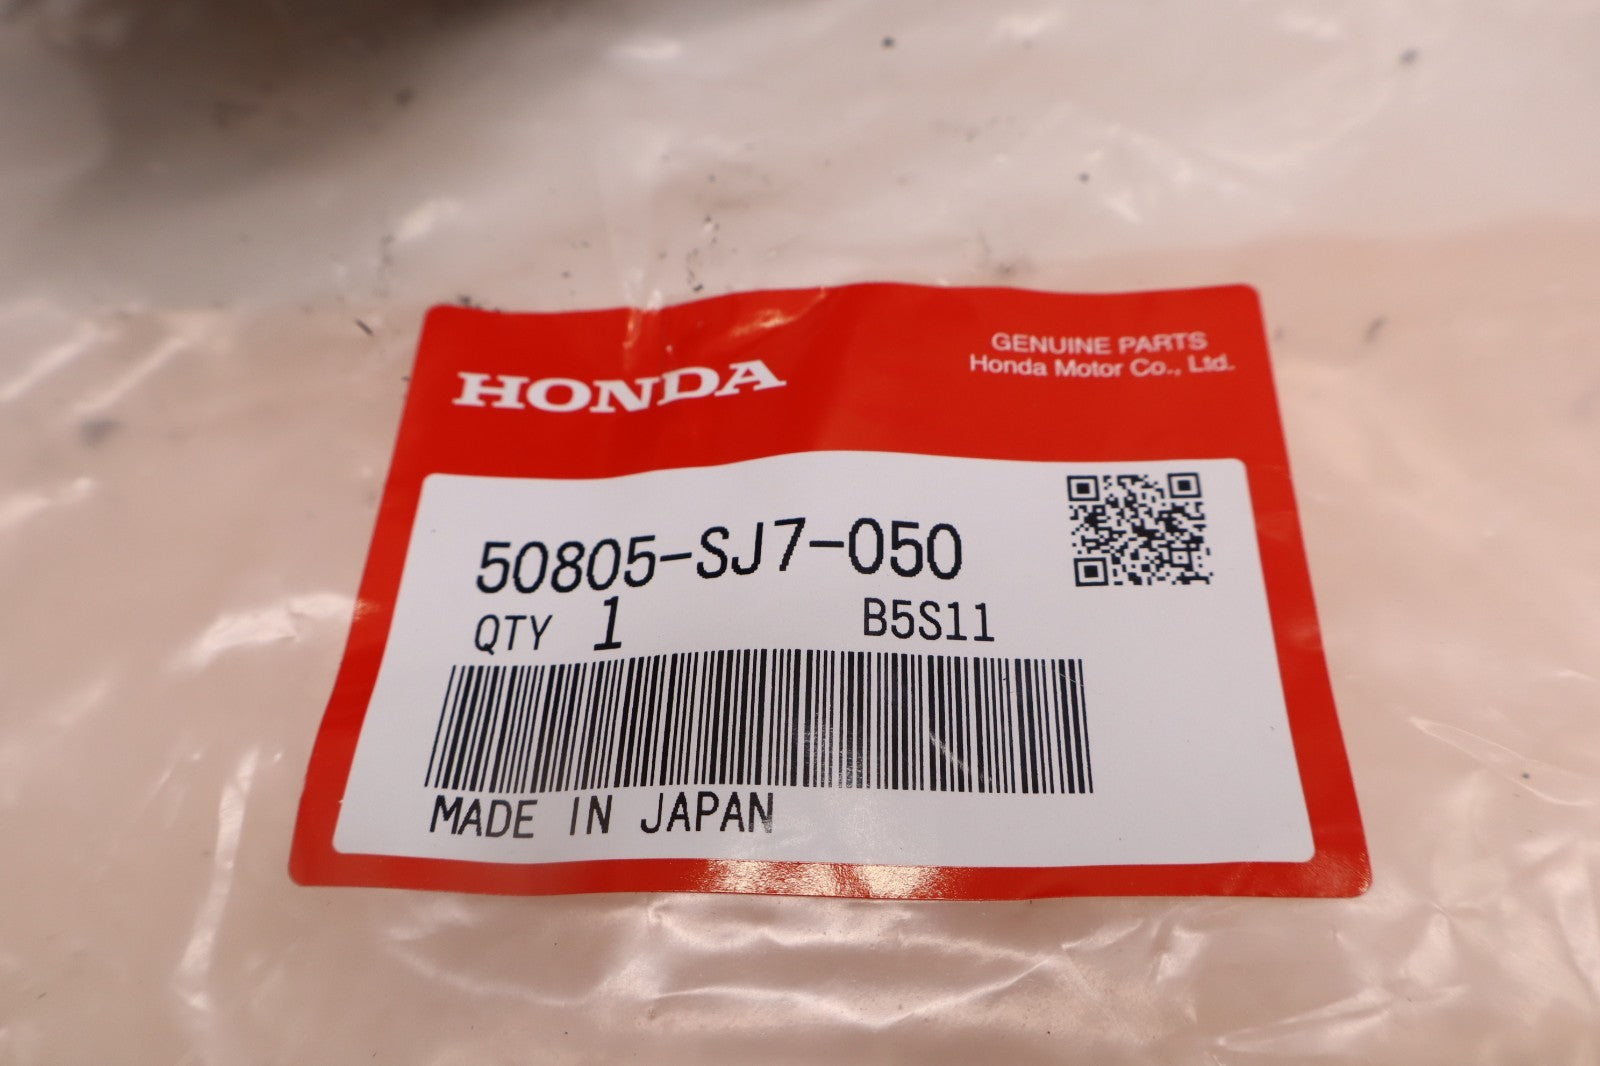 HONDA
GENUINE PARTS
Honda Motor Co., Ltd.
50805-SJ7-050
QTY 1 B5S11
MADE IN JAPAN